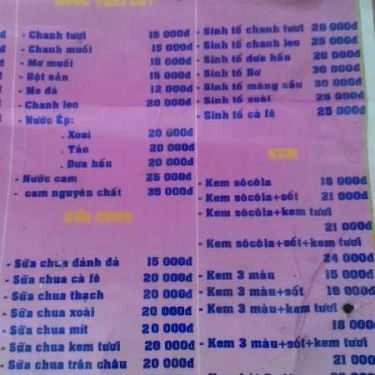 - Chanh tươi 15 000đ
- Chanh muối 15 000đ
- Mơ muối 15 000đ
- Bột sắn 15 000đ
- Me đá 12 000đ
- Chanh leo 20 000đ
- Nước Ép:
. Xoài 20 000đ
. Táo 20 000đ
. Dưa hấu 20 000đ
- Nước cam 25 000đ
- cam nguyên chất 35 000đ
SỮA CHUA
- Sữa chua đánh đá 15 000đ
- Sữa chua cà fê 20 000đ
- Sữa chua thạch 20 000đ
- Sữa chua xoài 20 000đ
- Sữa chua mít 20 000đ
- Sữa chua kem tươi 20 000đ
- Sữa chua trân châu 20 000đ
- Sinh tố chanh tươi 20 000đ
- Sinh tố chanh leo 25 000đ
- Sinh tố dưa hấu 20 000đ
- Sinh tố Bơ 30 000đ
- Sinh tố mãng cầu 30 000đ
- Sinh tố xoài 25 000đ
- Sinh tố cà fê 25 000đ
KEM
- Kem sôcôla 18 000đ
- Kem sôcôla+sốt 21 000đ
- Kem sôcôla+kem tươi
21 000đ
- Kem sôcôla+sốt+kem tươi
24 000đ
- Kem 3 màu 15 000đ
- Kem 3 màu+sốt 18 000đ
- Kem 3 màu+kem tươi
18 000đ
- Kem 3 màu+sốt+kem tươi
21 000đ